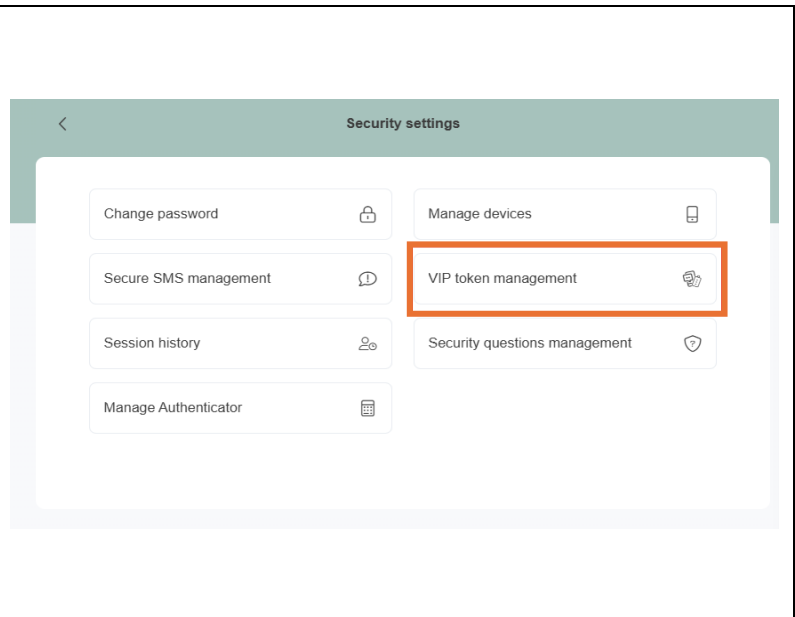 Security settings
Change password
Manage devices
Secure SMS management
VIP token management
Session history
Security questions management
Manage Authenticator